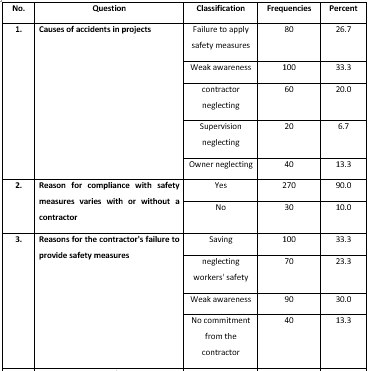 No. Question Classification Frequencies Percent
1. Causes of accidents in projects Failure to apply 80 26.7
safety measures
Weak awareness 100 33.3
contractor 60 20.0
neglecting
Supervision 20 6.7
neglecting
Owner neglecting 40 13.3
2. Reason for compliance with safety Yes 270 90.0
measures varies with or without a No 30 10.0
contractor
3. Reasons for the contractor's failure to Saving 100 33.3
provide safety measures neglecting 70 23.3
workers' safety
Weak awareness 90 30.0
No commitment 40 13.3
from the
contractor